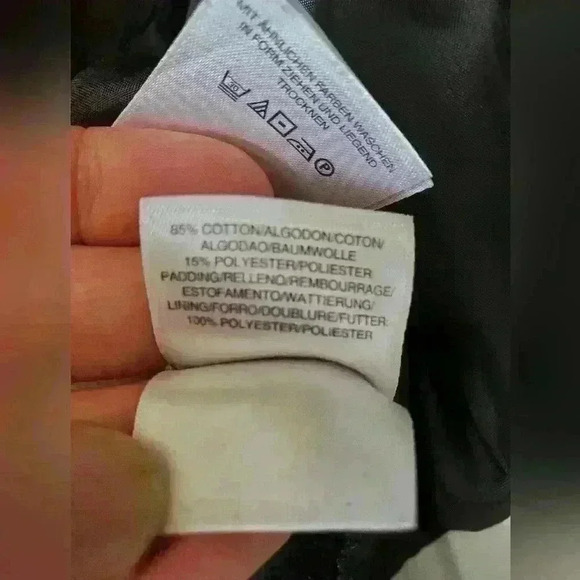 MIT ÄHNLICHEN FARBEN WASCHEN
IN FORM ZIEHEN UND LIEGEND
TROCKNEN
P
85% COTTON/ALGODON/COTON/
ALGODAO/BAUMWOLLE
15% POLYESTER/POLIESTER
PADDING/RELLENO/REMBOURRAGE/
ESTOFAMENTO/WATTIERUNG/
LINING/FORRO/DOUBLURE/FUTTER:
100% POLYESTER/POLIESTER